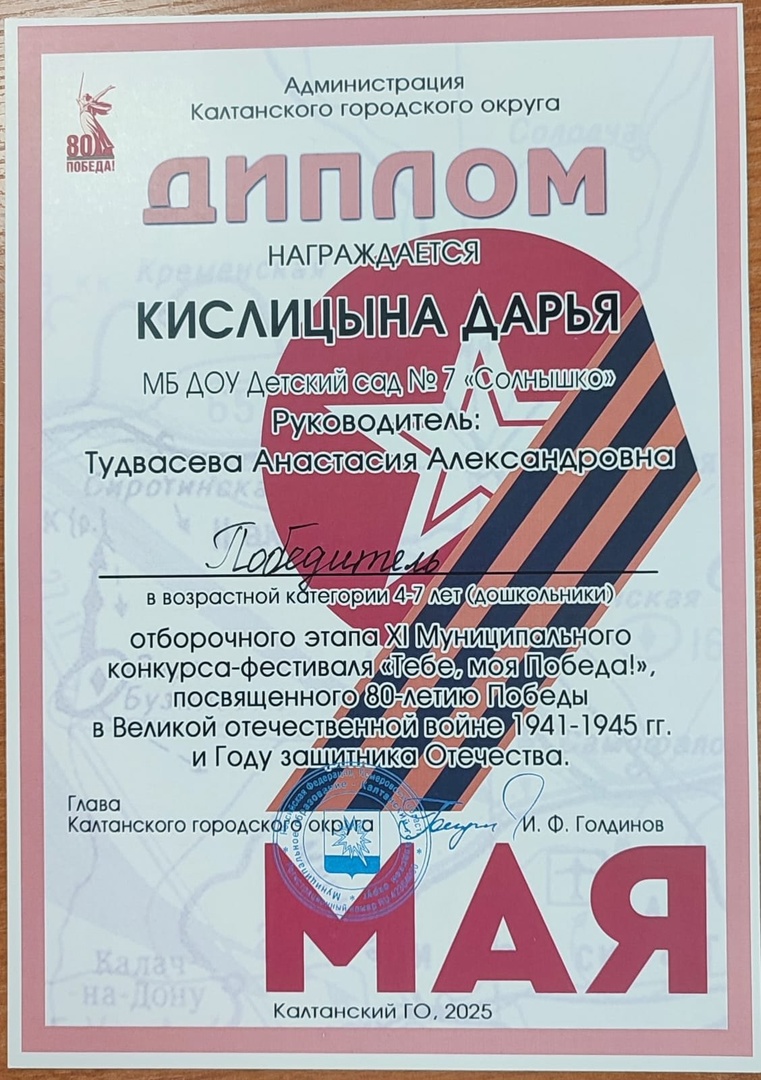 Администрация
Калтанского городского округа
80
ПОБЕДА!
ДИПЛОМ
НАГРАЖДАЕТСЯ
КИСЛИЦЫНА ДАРЬЯ
МБ ДОУ Детский сад № 7 «Солнышко»
Руководитель:
Тудвасева Анастасия Александровна
Победитель
в возрастной категории 4-7 лет (дошкольники)
отборочного этапа XI Муниципального
конкурса-фестиваля «Тебе, моя Победа!»,
посвященного 80-летию Победы
в Великой отечественной войне 1941-1945 гг.
и Году защитника Отечества.
Глава
Калтанского городского округа
И. Ф. Голдинов
МАЯ
Калач-
на-Дону
Калтанский ГО, 2025